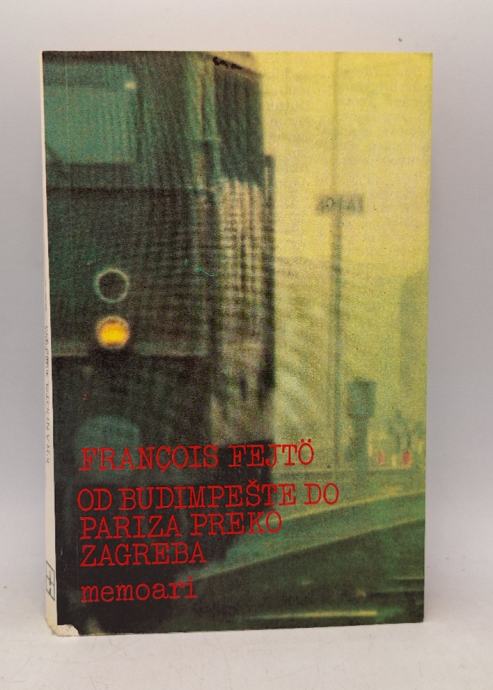 FRANÇOIS FEJTÖ
OD BUDIMPEŠTE DO
PARIZA PREKO
ZAGREBA
memoari